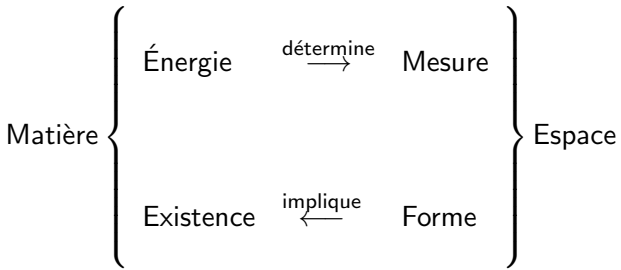 détermine
Énergie ⟶ Mesure
Matière { } Espace
implique
Existence ⟵ Forme